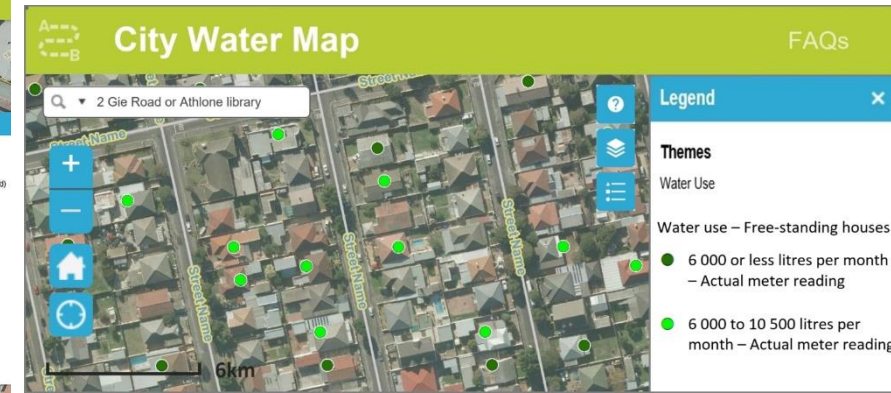 A
B
City Water Map
FAQs
2 Gie Road or Athlone library
Street Name
Street Name
Street Name
Street Name
Street Name
6km
?
+
−
Legend ×
Themes
Water Use
Water use – Free-standing houses
6 000 or less litres per month
– Actual meter reading
6 000 to 10 500 litres per
month – Actual meter reading